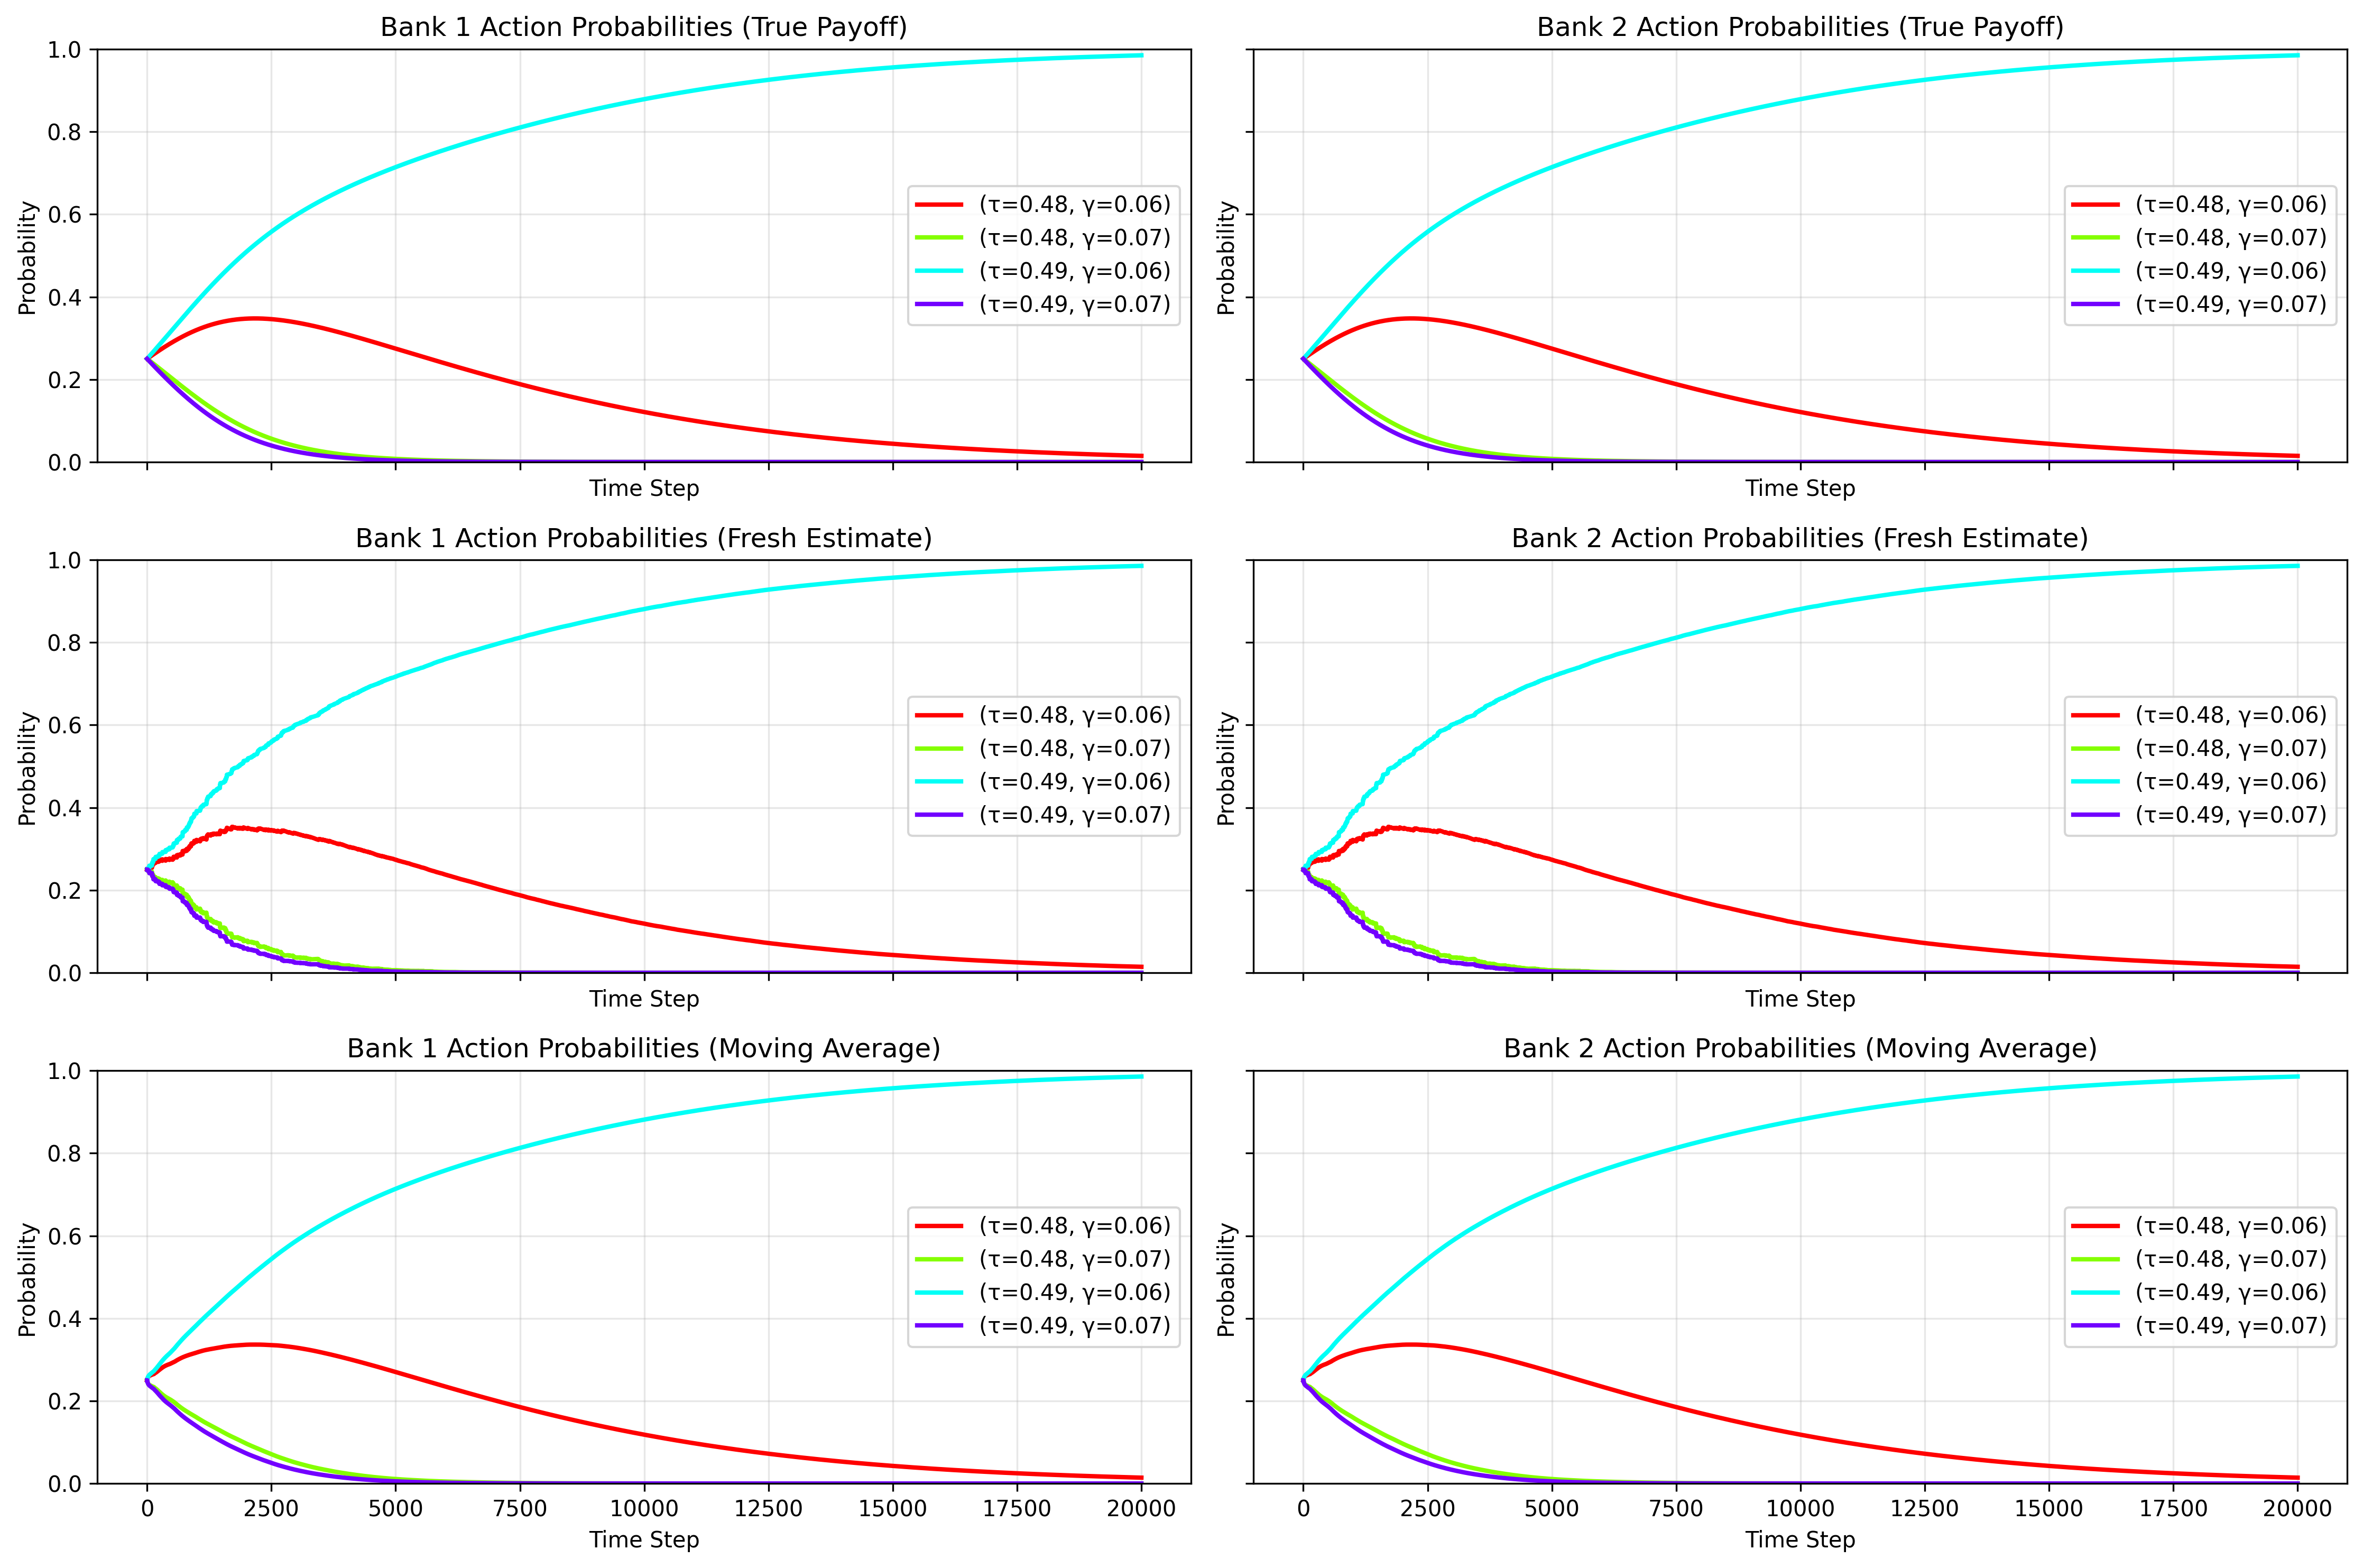 Bank 1 Action Probabilities (True Payoff)
1.0
0.8
0.6
0.4
0.2
0.0
Probability
(τ=0.48, γ=0.06)
(τ=0.48, γ=0.07)
(τ=0.49, γ=0.06)
(τ=0.49, γ=0.07)
Time Step
Bank 2 Action Probabilities (True Payoff)
Probability
(τ=0.48, γ=0.06)
(τ=0.48, γ=0.07)
(τ=0.49, γ=0.06)
(τ=0.49, γ=0.07)
Time Step
Bank 1 Action Probabilities (Fresh Estimate)
1.0
0.8
0.6
0.4
0.2
0.0
Probability
(τ=0.48, γ=0.06)
(τ=0.48, γ=0.07)
(τ=0.49, γ=0.06)
(τ=0.49, γ=0.07)
Time Step
Bank 2 Action Probabilities (Fresh Estimate)
Probability
(τ=0.48, γ=0.06)
(τ=0.48, γ=0.07)
(τ=0.49, γ=0.06)
(τ=0.49, γ=0.07)
Time Step
Bank 1 Action Probabilities (Moving Average)
1.0
0.8
0.6
0.4
0.2
0.0
Probability
(τ=0.48, γ=0.06)
(τ=0.48, γ=0.07)
(τ=0.49, γ=0.06)
(τ=0.49, γ=0.07)
0 2500 5000 7500 10000 12500 15000 17500 20000
Time Step
Bank 2 Action Probabilities (Moving Average)
Probability
(τ=0.48, γ=0.06)
(τ=0.48, γ=0.07)
(τ=0.49, γ=0.06)
(τ=0.49, γ=0.07)
0 2500 5000 7500 10000 12500 15000 17500 20000
Time Step